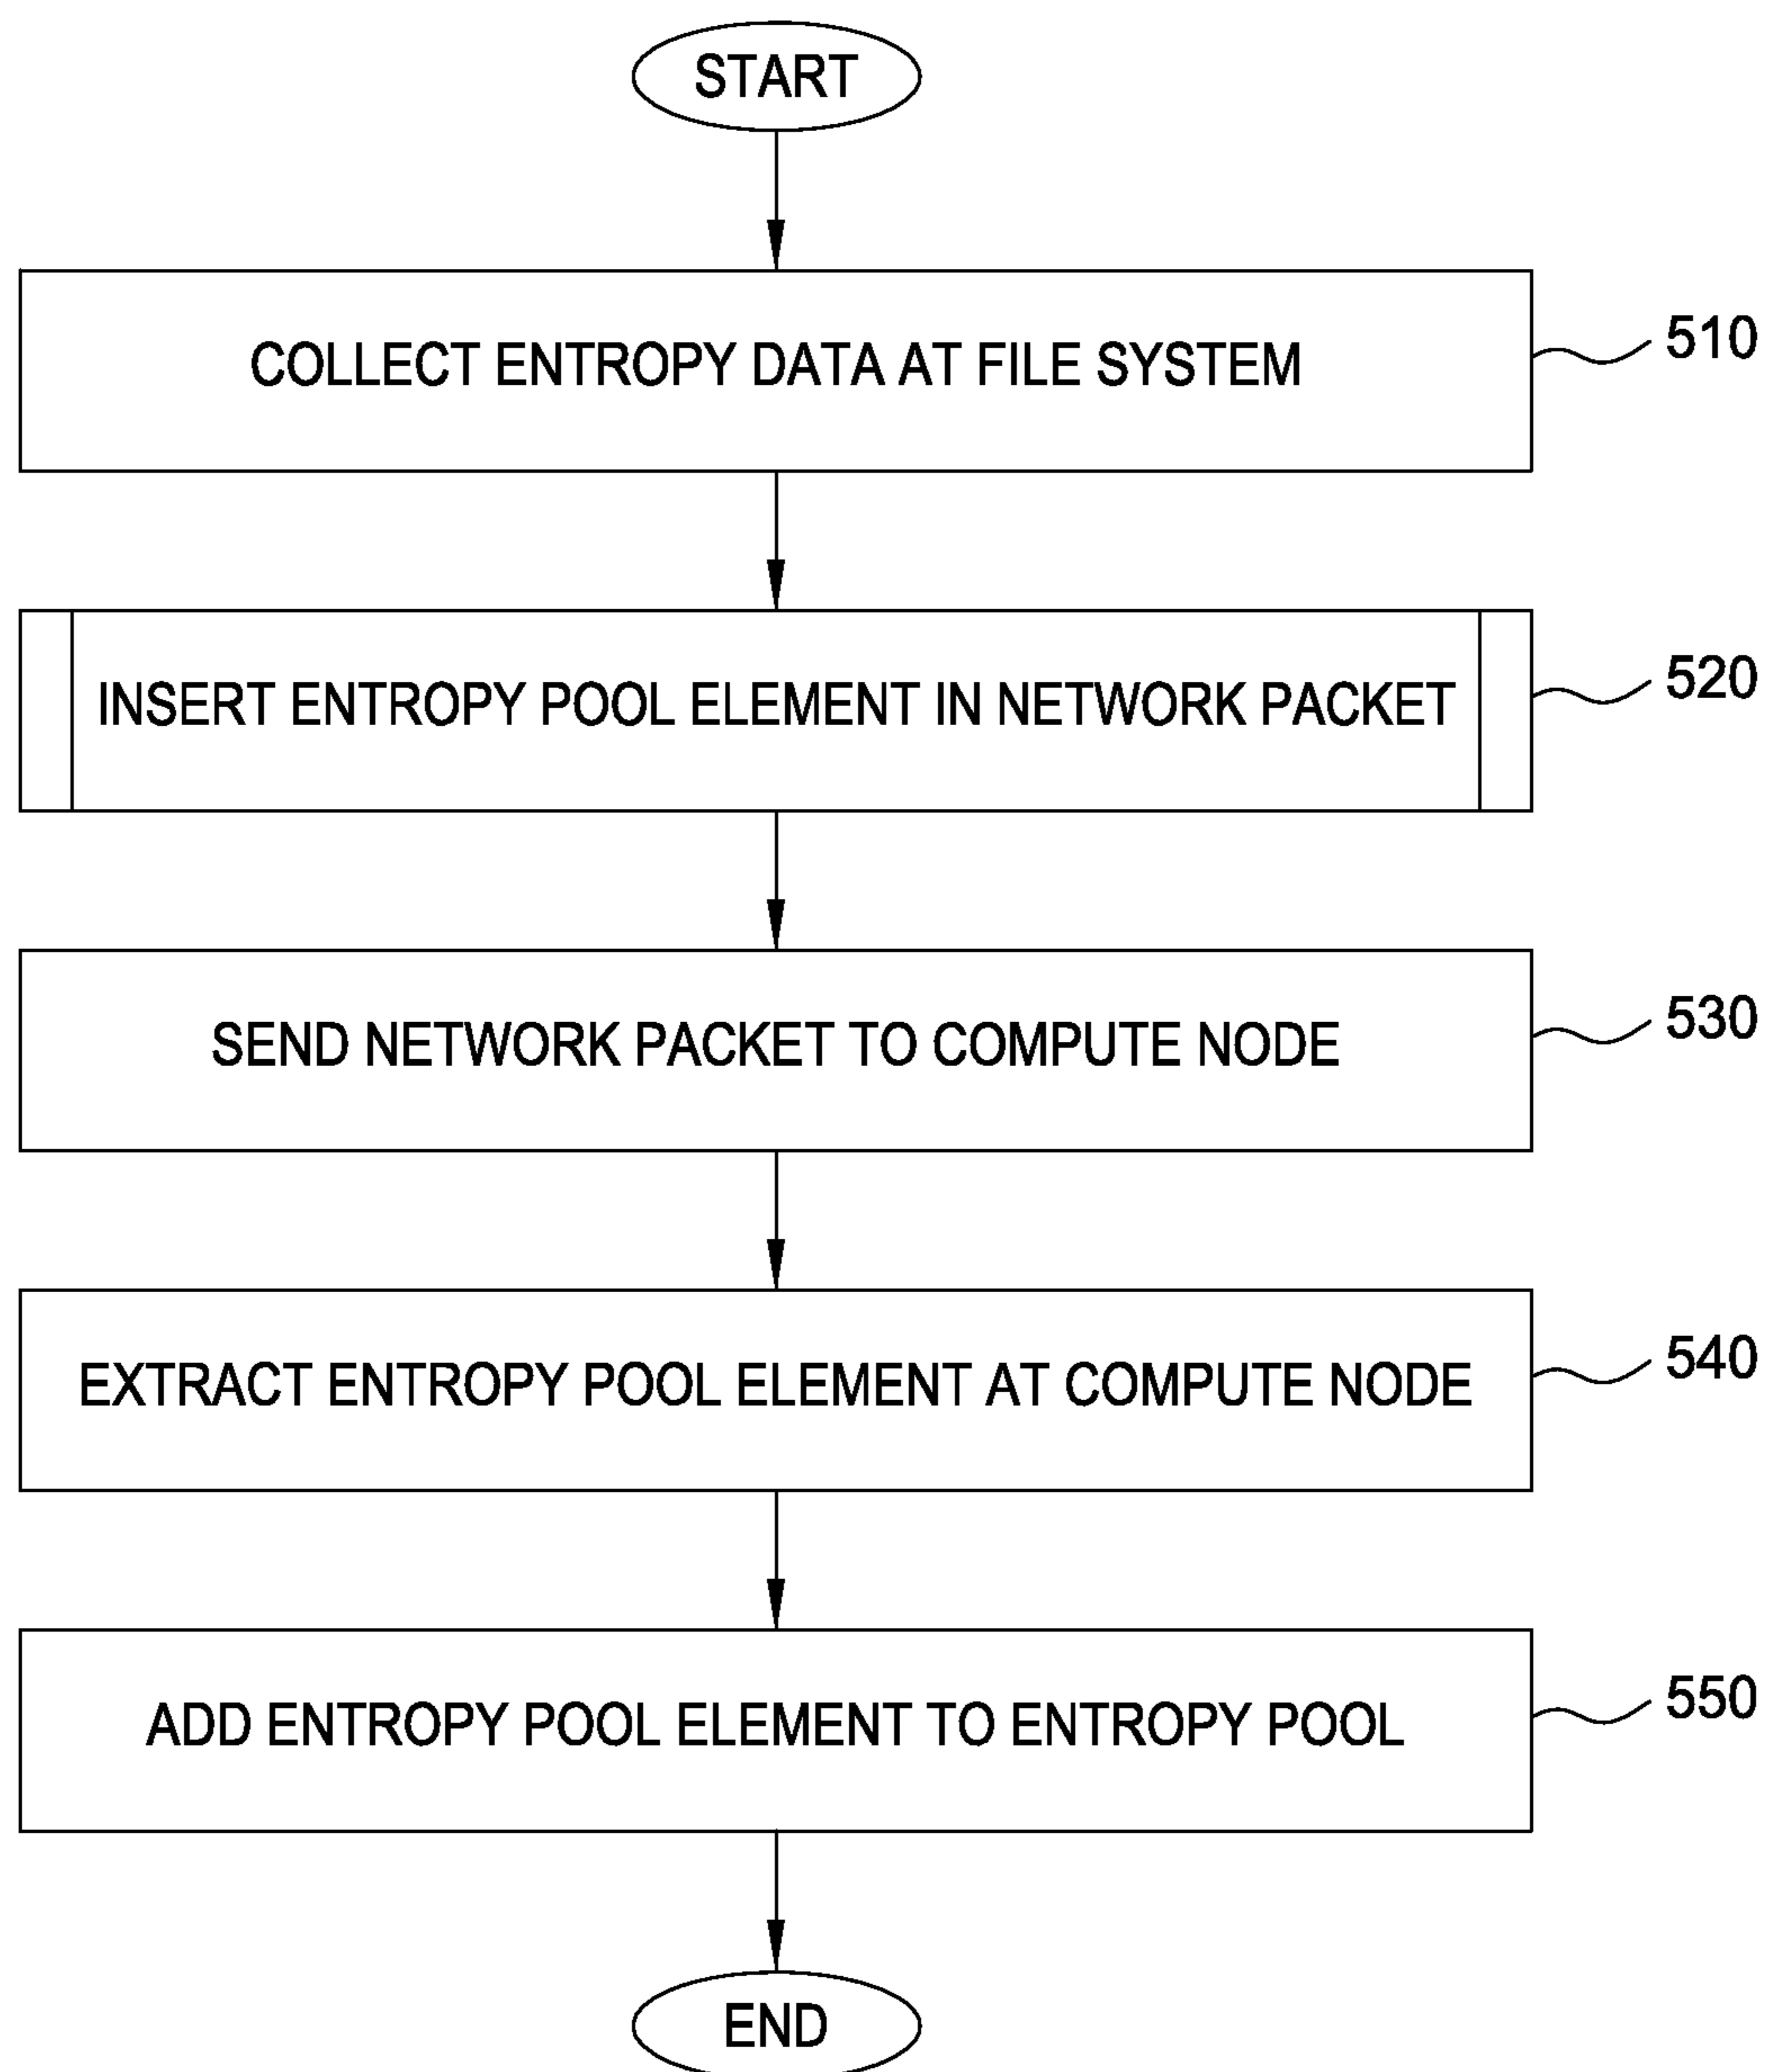 START
COLLECT ENTROPY DATA AT FILE SYSTEM
510
INSERT ENTROPY POOL ELEMENT IN NETWORK PACKET
520
SEND NETWORK PACKET TO COMPUTE NODE
530
EXTRACT ENTROPY POOL ELEMENT AT COMPUTE NODE
540
ADD ENTROPY POOL ELEMENT TO ENTROPY POOL
550
END